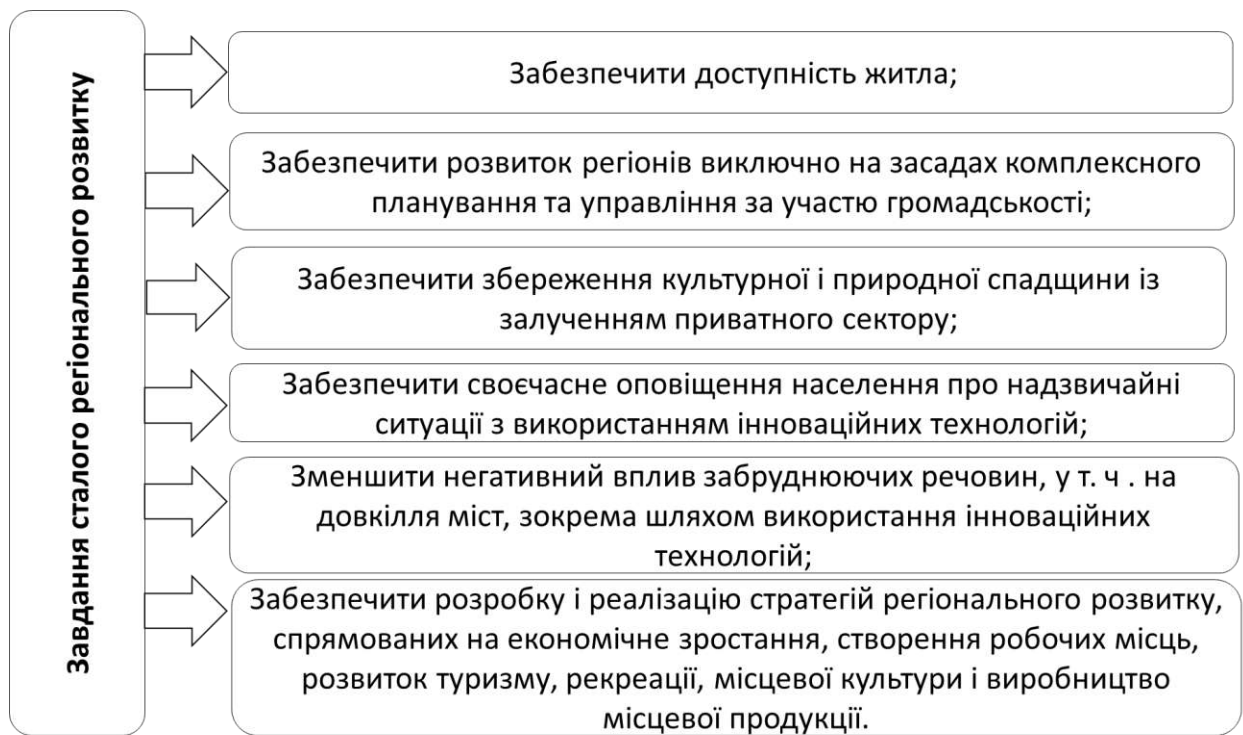 Завдання сталого регіонального розвитку
Забезпечити доступність житла;
Забезпечити розвиток регіонів виключно на засадах комплексного
планування та управління за участю громадськості;
Забезпечити збереження культурної і природної спадщини із
залученням приватного сектору;
Забезпечити своєчасне оповіщення населення про надзвичайні
ситуації з використанням інноваційних технологій;
Зменшити негативний вплив забруднюючих речовин, у т. ч . на
довкілля міст, зокрема шляхом використання інноваційних
технологій;
Забезпечити розробку і реалізацію стратегій регіонального розвитку,
спрямованих на економічне зростання, створення робочих місць,
розвиток туризму, рекреації, місцевої культури і виробництво
місцевої продукції.